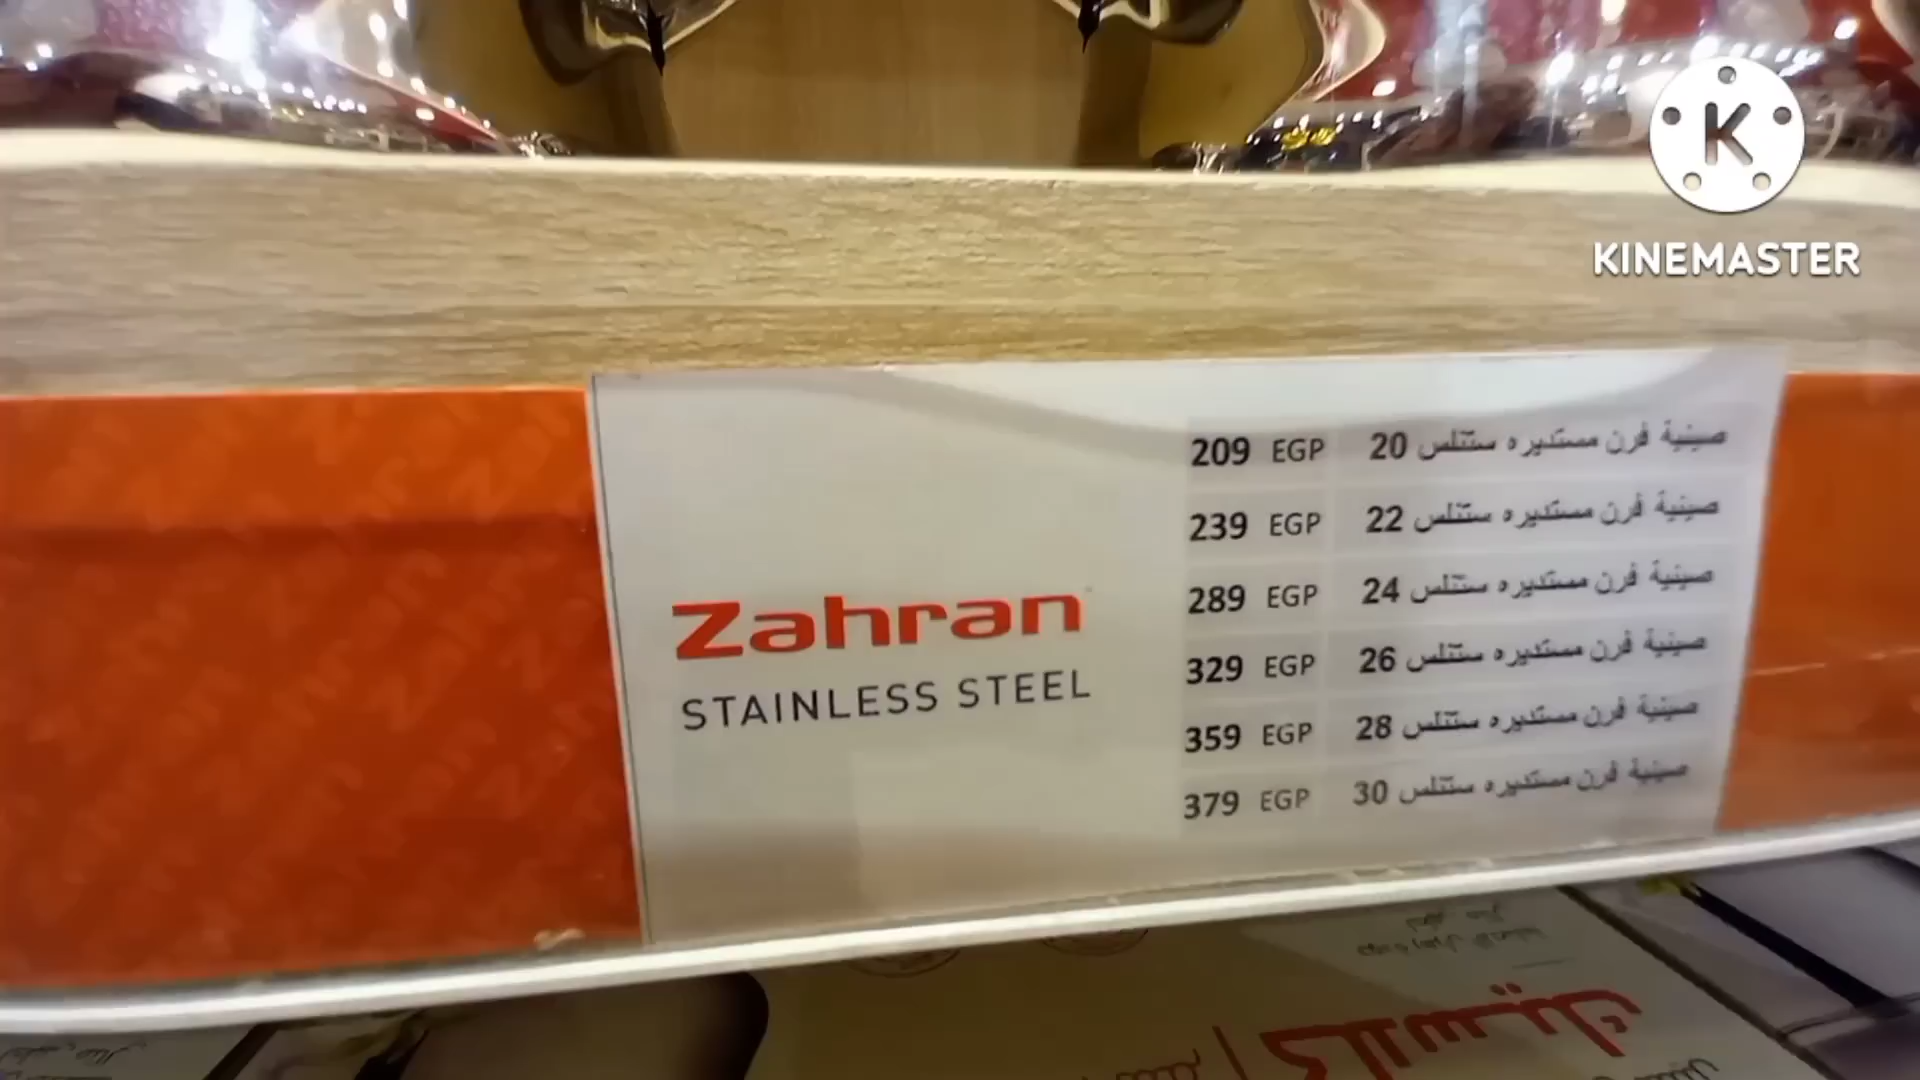 KINEMASTER
Zahran
STAINLESS STEEL
صينية فرن مستديره ستنلس 20 209 EGP
صينية فرن مستديره ستنلس 22 239 EGP
صينية فرن مستديره ستنلس 24 289 EGP
صينية فرن مستديره ستنلس 26 329 EGP
صينية فرن مستديره ستنلس 28 359 EGP
صينية فرن مستديره ستنلس 30 379 EGP
كلاسيك